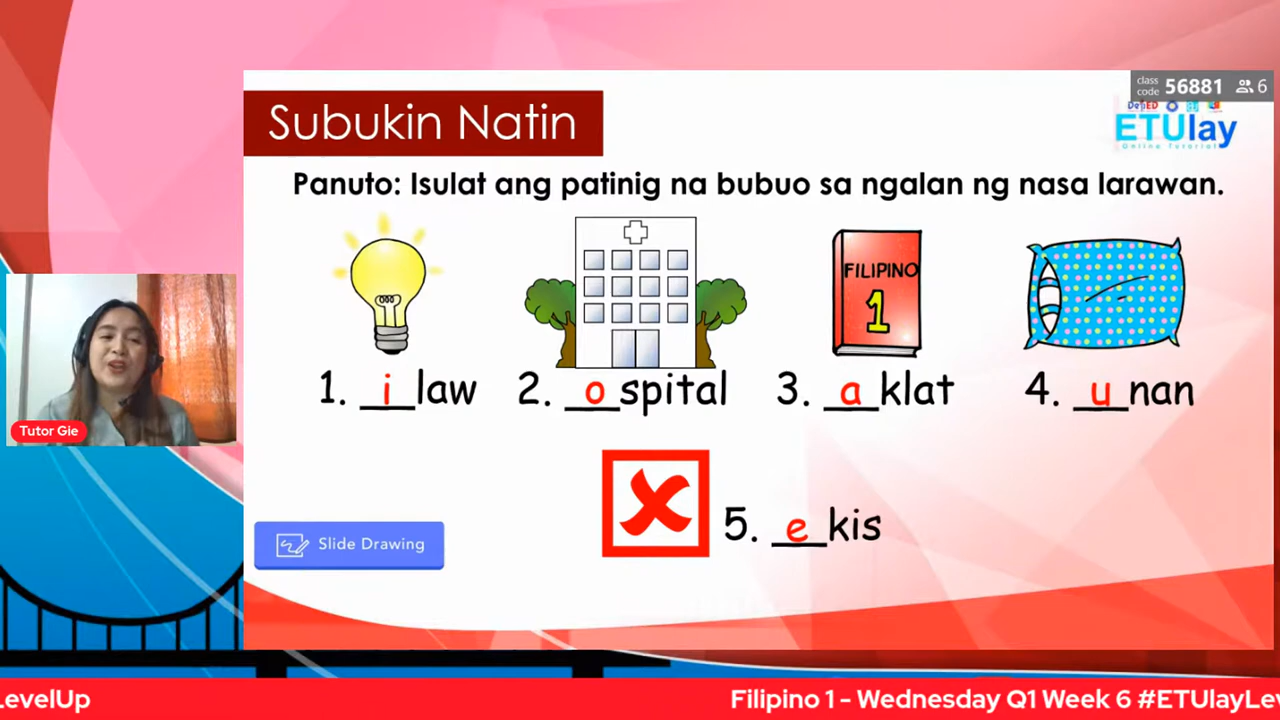 class code 56881 6
DepED
ETUlay
Online Tutorial
Subukin Natin
Panuto: Isulat ang patinig na bubuo sa ngalan ng nasa larawan.
FILIPINO
1
1. i law 2. o spital 3. a klat 4. u nan
5. e kis
Tutor Gie
Slide Drawing
LevelUp Filipino 1 - Wednesday Q1 Week 6 #ETUlayLev